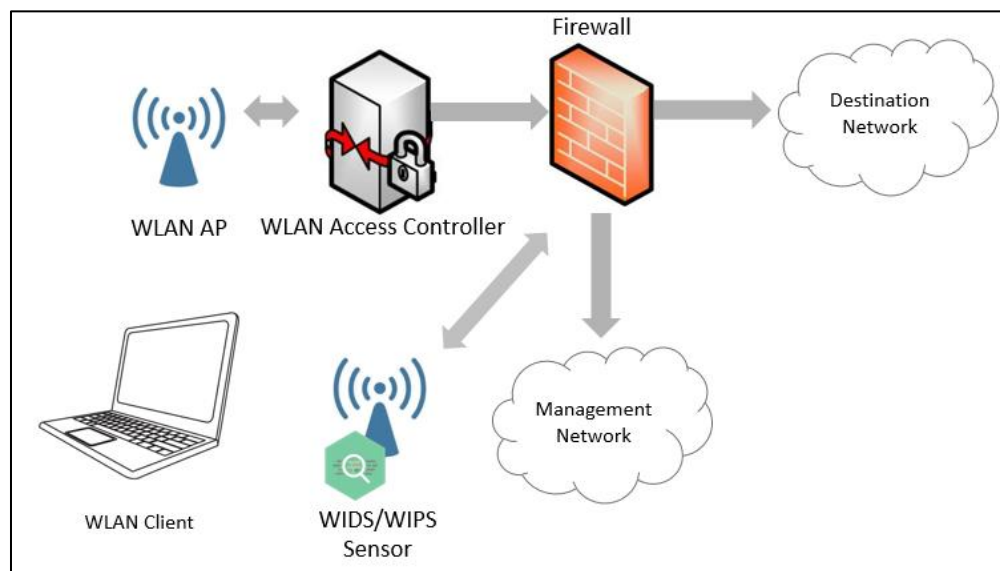 Firewall
Destination
Network
WLAN AP
WLAN Access Controller
Management
Network
WLAN Client
WIDS/WIPS
Sensor